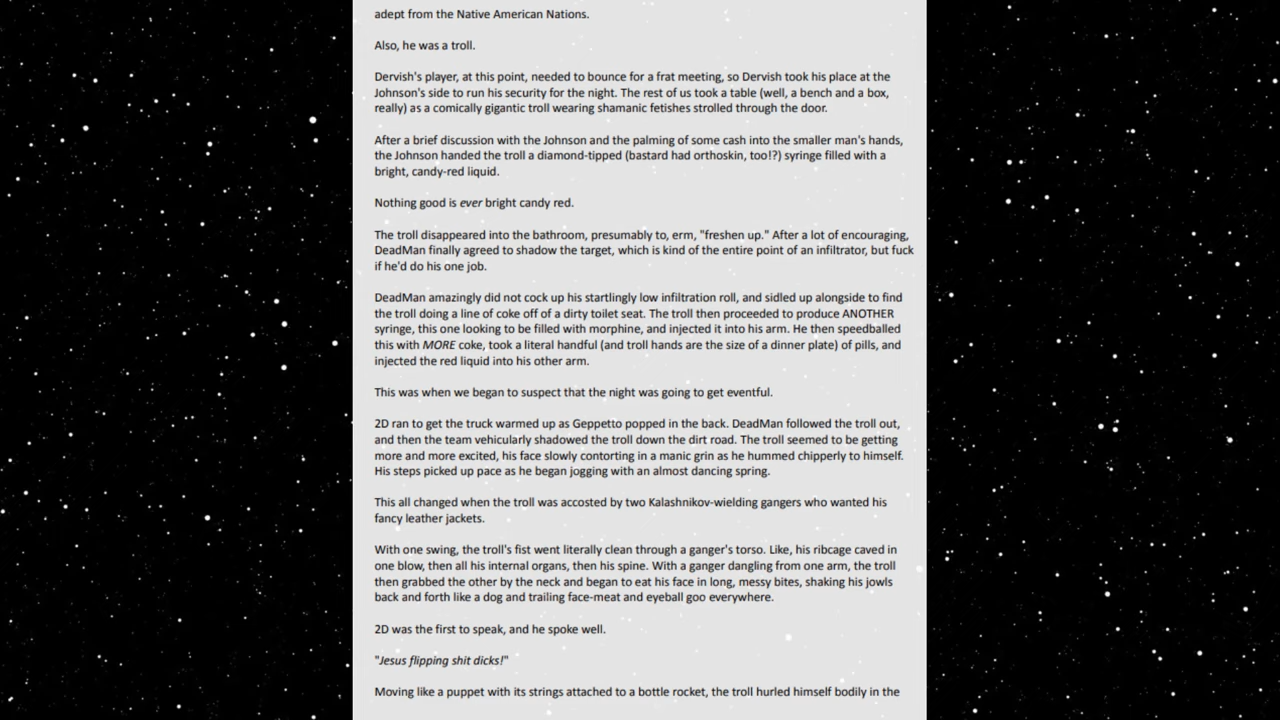 adept from the Native American Nations.
Also, he was a troll.
Dervish's player, at this point, needed to bounce for a frat meeting, so Dervish took his place at the
Johnson's side to run his security for the night. The rest of us took a table (well, a bench and a box,
really) as a comically gigantic troll wearing shamanic fetishes strolled through the door.
After a brief discussion with the Johnson and the palming of some cash into the smaller man's hands,
the Johnson handed the troll a diamond-tipped (bastard had orthoskin, too!?) syringe filled with a
bright, candy-red liquid.
Nothing good is ever bright candy red.
The troll disappeared into the bathroom, presumably to, erm, "freshen up." After a lot of encouraging,
DeadMan finally agreed to shadow the target, which is kind of the entire point of an infiltrator, but fuck
if he'd do his one job.
DeadMan amazingly did not cock up his startlingly low infiltration roll, and sidled up alongside to find
the troll doing a line of coke off of a dirty toilet seat. The troll then proceeded to produce ANOTHER
syringe, this one looking to be filled with morphine, and injected it into his arm. He then speedballed
this with MORE coke, took a literal handful (and troll hands are the size of a dinner plate) of pills, and
injected the red liquid into his other arm.
This was when we began to suspect that the night was going to get eventful.
2D ran to get the truck warmed up as Geppetto popped in the back. DeadMan followed the troll out,
and then the team vehicularly shadowed the troll down the dirt road. The troll seemed to be getting
more and more excited, his face slowly contorting in a manic grin as he hummed chipperly to himself.
His steps picked up pace as he began jogging with an almost dancing spring.
This all changed when the troll was accosted by two Kalashnikov-wielding gangers who wanted his
fancy leather jackets.
With one swing, the troll's fist went literally clean through a ganger's torso. Like, his ribcage caved in
one blow, then all his internal organs, then his spine. With a ganger dangling from one arm, the troll
then grabbed the other by the neck and began to eat his face in long, messy bites, shaking his jowls
back and forth like a dog and trailing face-meat and eyeball goo everywhere.
2D was the first to speak, and he spoke well.
"Jesus flipping shit dicks!"
Moving like a puppet with its strings attached to a bottle rocket, the troll hurled himself bodily in the